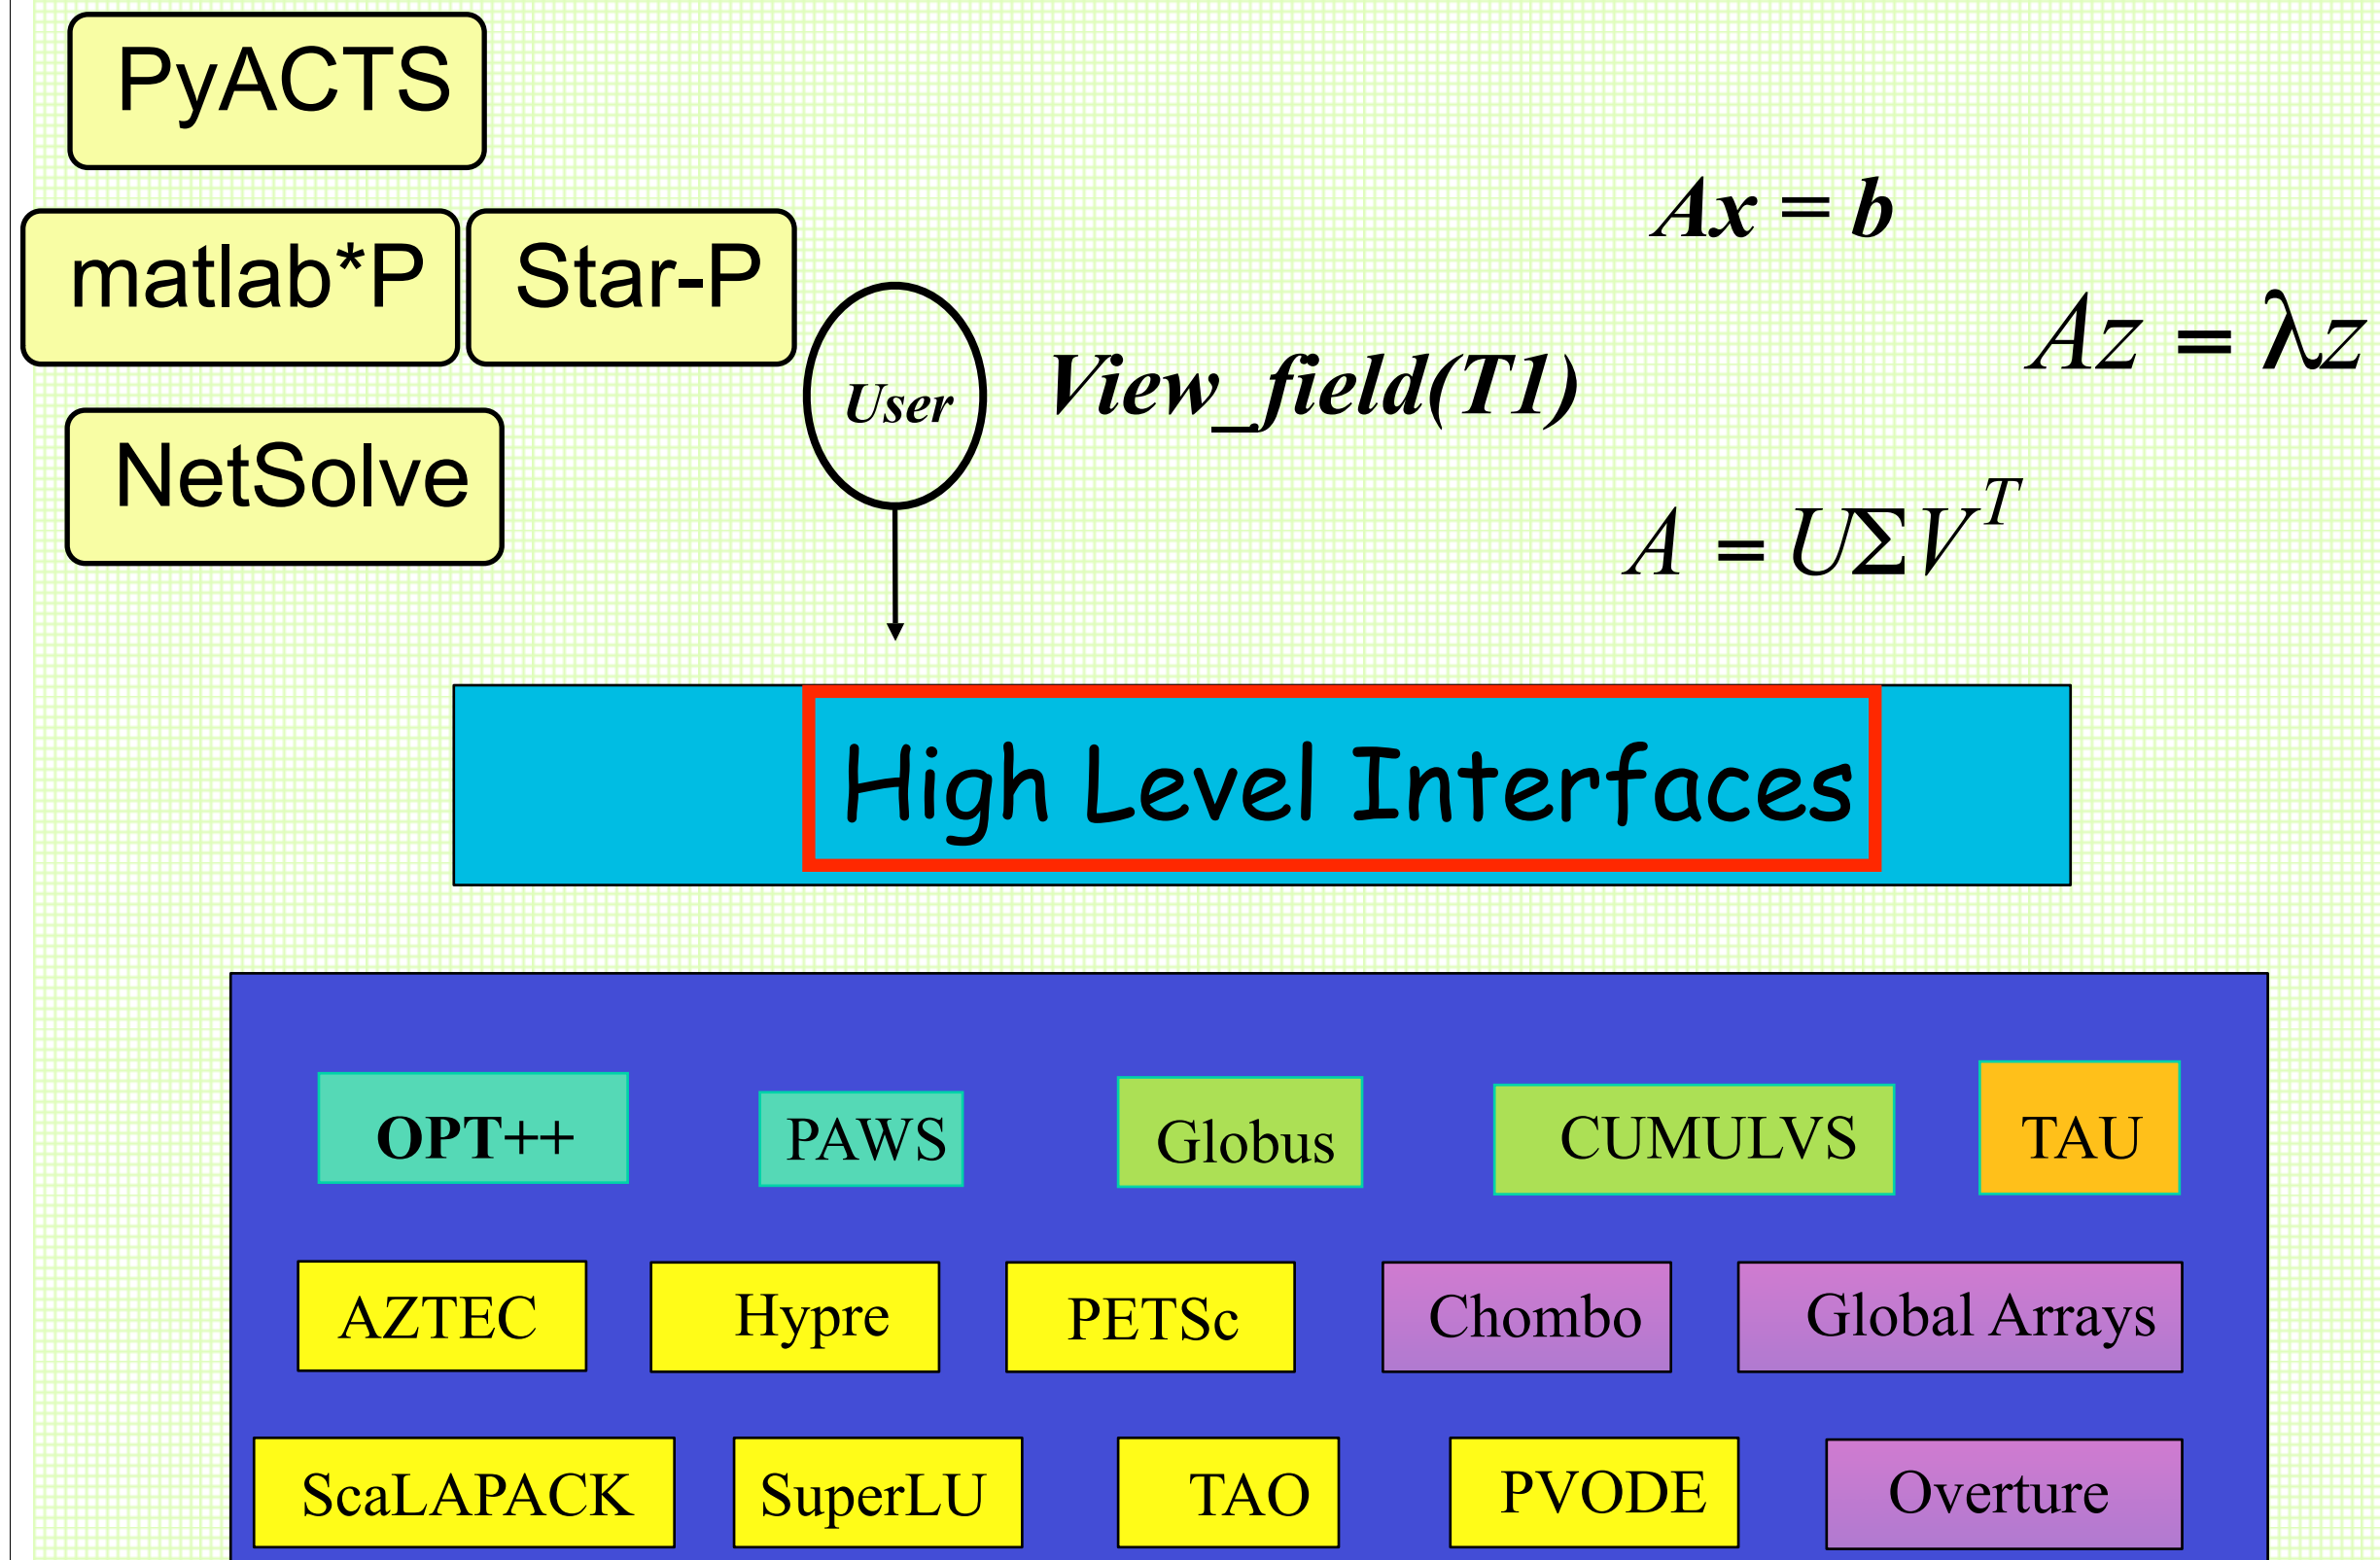 PyACTS
matlab*P
Star-P
NetSolve
User
View_field(T1)
Ax = b
Az = λz
A = UΣV^T
High Level Interfaces
OPT++
PAWS
Globus
CUMULVS
TAU
AZTEC
Hypre
PETSc
Chombo
Global Arrays
ScaLAPACK
SuperLU
TAO
PVODE
Overture